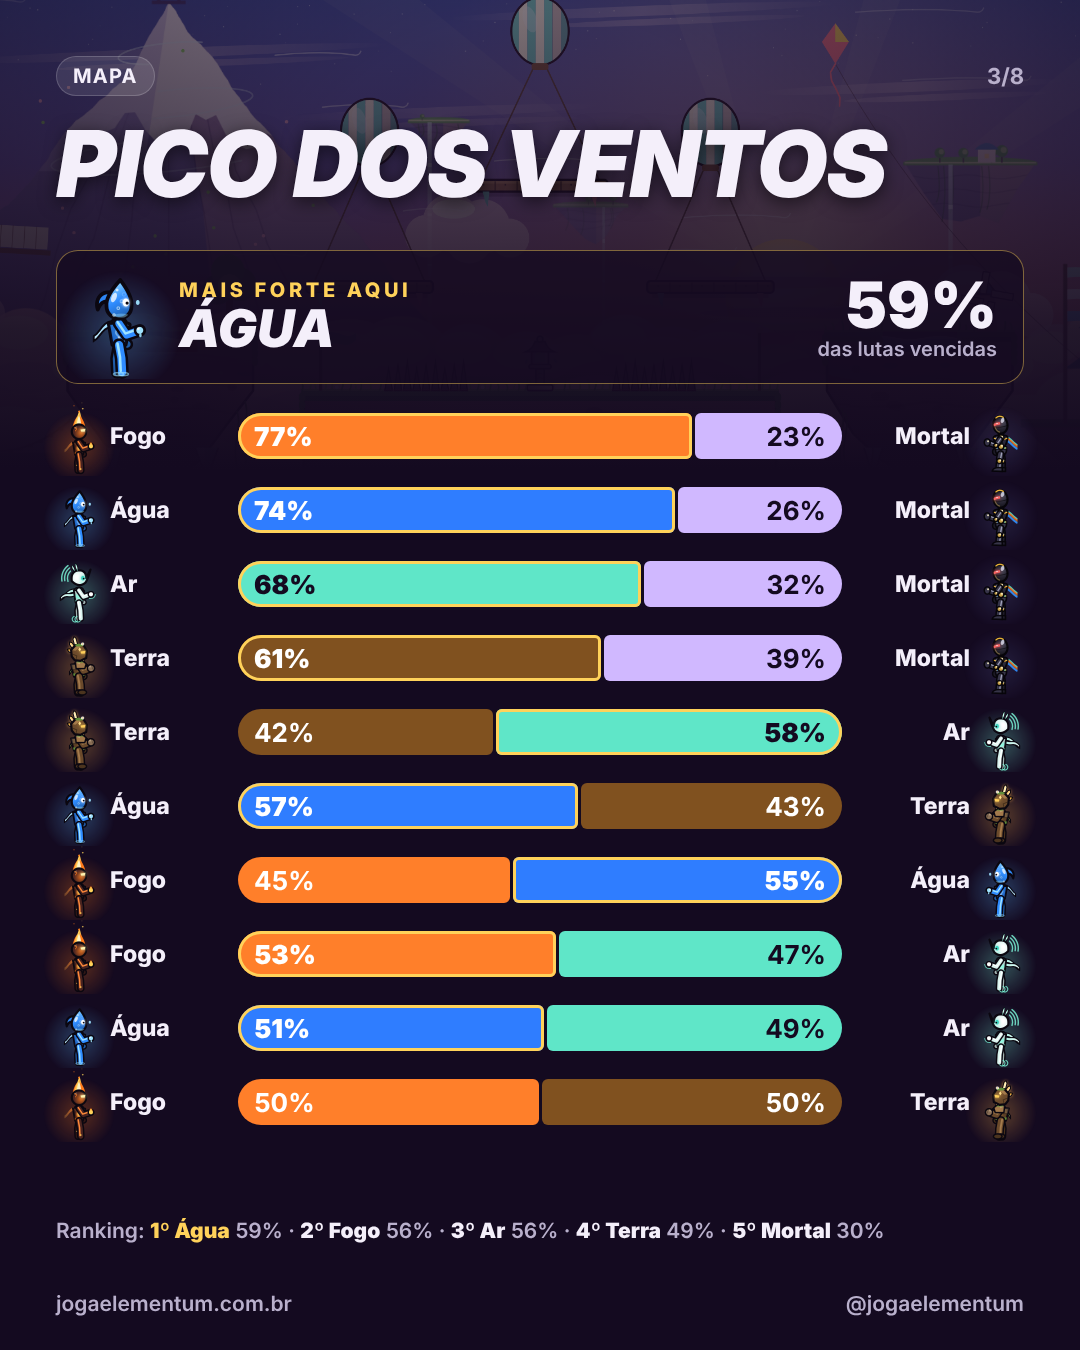 MAPA
3/8
PICO DOS VENTOS
MAIS FORTE AQUI
ÁGUA
59%
das lutas vencidas
Fogo 77% 23% Mortal
Água 74% 26% Mortal
Ar 68% 32% Mortal
Terra 61% 39% Mortal
Terra 42% 58% Ar
Água 57% 43% Terra
Fogo 45% 55% Água
Fogo 53% 47% Ar
Água 51% 49% Ar
Fogo 50% 50% Terra
Ranking: 1º Água 59% · 2º Fogo 56% · 3º Ar 56% · 4º Terra 49% · 5º Mortal 30%
jogaelementum.com.br
@jogaelementum